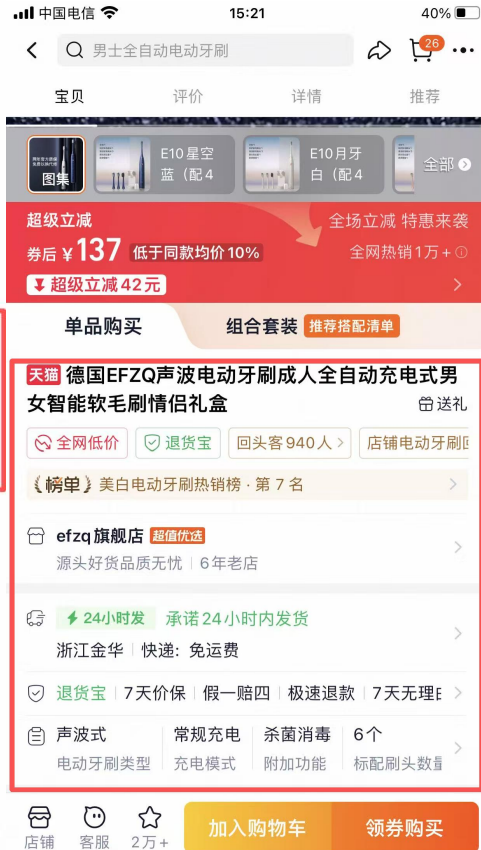 中国电信 15:21 40%
男士全自动电动牙刷 26
宝贝 评价 详情 推荐
图集
E10星空
蓝（配4
E10月牙
白（配4
全部
超级立减 全场立减 特惠来袭
券后 ¥137 低于同款均价10% 全网热销1万+
超级立减42元
单品购买 组合套装 推荐搭配清单
天猫 德国EFZQ声波电动牙刷成人全自动充电式男
女智能软毛刷情侣礼盒 送礼
全网低价 退货宝 回头客940人 店铺电动牙刷回
榜单 美白电动牙刷热销榜·第7名
efzq旗舰店 超值优选
源头好货品质无忧 6年老店
24小时发 承诺24小时内发货
浙江金华 快递: 免运费
退货宝 7天价保 假一赔四 极速退款 7天无理由
声波式 常规充电 杀菌消毒 6个
电动牙刷类型 充电模式 附加功能 标配刷头数量
店铺 客服 2万+ 加入购物车 领券购买